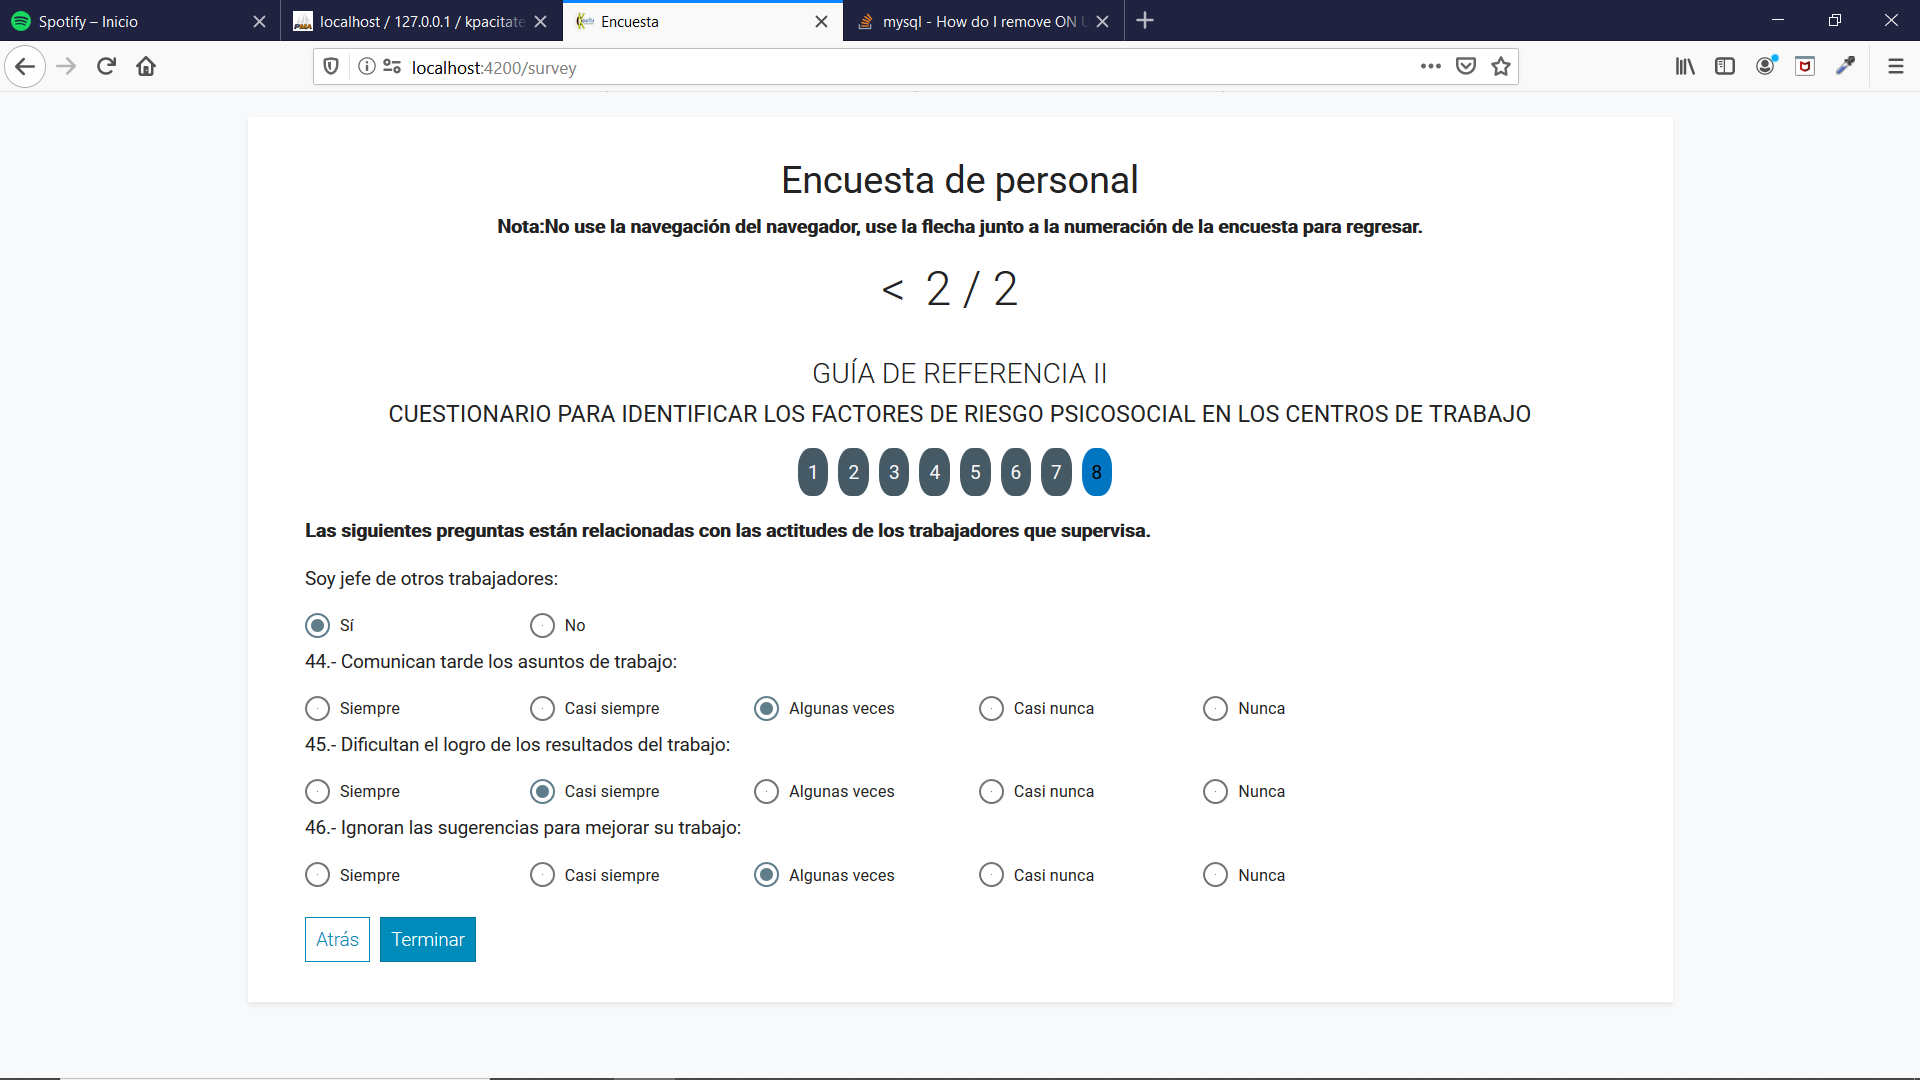 Spotify – Inicio
localhost / 127.0.0.1 / kpacitate
Encuesta
mysql - How do I remove ON U
localhost:4200/survey
Encuesta de personal
Nota:No use la navegación del navegador, use la flecha junto a la numeración de la encuesta para regresar.
< 2 / 2
GUÍA DE REFERENCIA II
CUESTIONARIO PARA IDENTIFICAR LOS FACTORES DE RIESGO PSICOSOCIAL EN LOS CENTROS DE TRABAJO
1 2 3 4 5 6 7 8
Las siguientes preguntas están relacionadas con las actitudes de los trabajadores que supervisa.
Soy jefe de otros trabajadores:
Sí No
44.- Comunican tarde los asuntos de trabajo:
Siempre Casi siempre Algunas veces Casi nunca Nunca
45.- Dificultan el logro de los resultados del trabajo:
Siempre Casi siempre Algunas veces Casi nunca Nunca
46.- Ignoran las sugerencias para mejorar su trabajo:
Siempre Casi siempre Algunas veces Casi nunca Nunca
Atrás Terminar